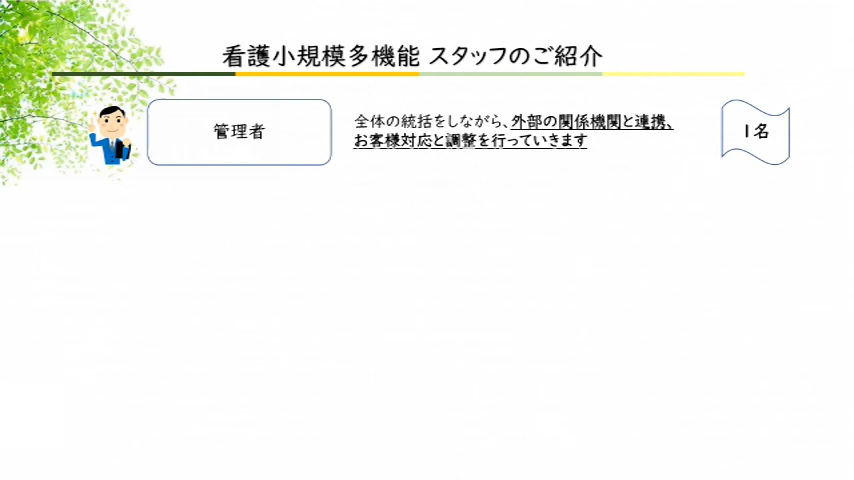 看護小規模多機能 スタッフのご紹介
管理者
全体の統括をしながら、外部の関係機関と連携、
お客様対応と調整を行っていきます
1名